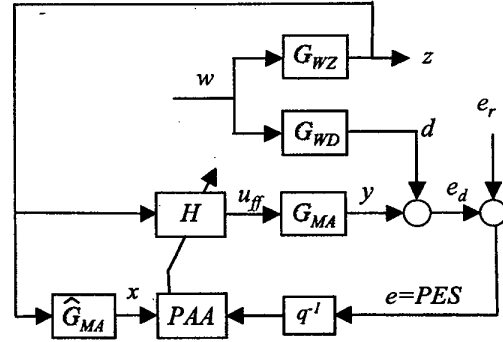 G_WZ
z
w
e_r
G_WD
d
H
u_ff
G_MA
y
e_d
e=PES
x
Ĝ_MA
PAA
q^-1